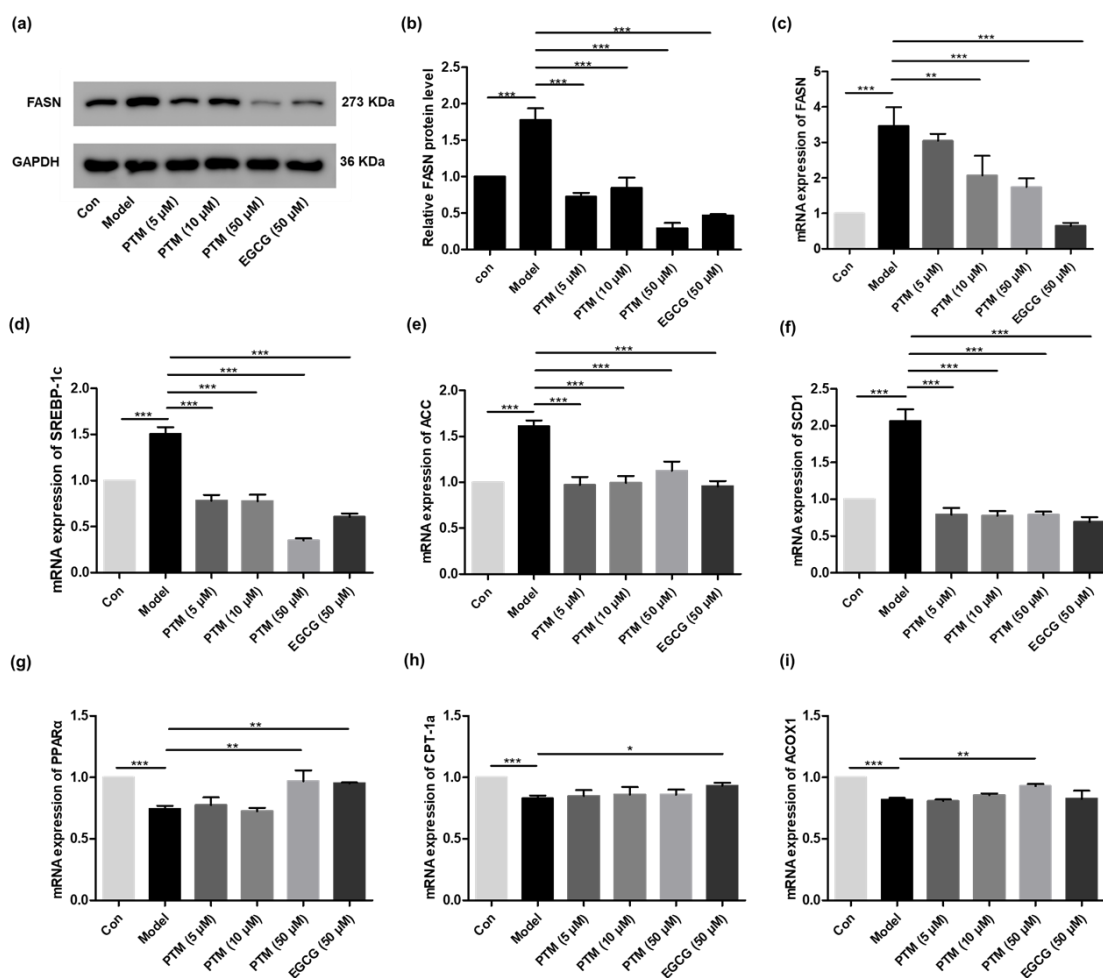 (a)
FASN
273 KDa
GAPDH
36 KDa
Con
Model
PTM (5 μM)
PTM (10 μM)
PTM (50 μM)
EGCG (50 μM)
(b)
Relative FASN protein level
2.0
1.5
1.0
0.5
0.0
***
***
***
***
***
con
Model
PTM (5 μM)
PTM (10 μM)
PTM (50 μM)
EGCG (50 μM)
(c)
mRNA expression of FASN
5
4
3
2
1
0
***
***
**
***
Con
Model
PTM (5 μM)
PTM (10 μM)
PTM (50 μM)
EGCG (50 μM)
(d)
mRNA expression of SREBP-1c
2.0
1.5
1.0
0.5
0.0
***
***
***
***
***
Con
Model
PTM (5 μM)
PTM (10 μM)
PTM (50 μM)
EGCG (50 μM)
(e)
mRNA expression of ACC
2.0
1.5
1.0
0.5
0.0
***
***
***
***
***
Con
Model
PTM (5 μM)
PTM (10 μM)
PTM (50 μM)
EGCG (50 μM)
(f)
mRNA expression of SCD1
2.5
2.0
1.5
1.0
0.5
0.0
***
***
***
***
***
Con
Model
PTM (5 μM)
PTM (10 μM)
PTM (50 μM)
EGCG (50 μM)
(g)
mRNA expression of PPARα
1.5
1.0
0.5
0.0
**
**
***
Con
Model
PTM (5 μM)
PTM (10 μM)
PTM (50 μM)
EGCG (50 μM)
(h)
mRNA expression of CPT-1a
1.5
1.0
0.5
0.0
*
***
Con
Model
PTM (5 μM)
PTM (10 μM)
PTM (50 μM)
EGCG (50 μM)
(i)
mRNA expression of ACOX1
1.5
1.0
0.5
0.0
**
***
Con
Model
PTM (5 μM)
PTM (10 μM)
PTM (50 μM)
EGCG (50 μM)